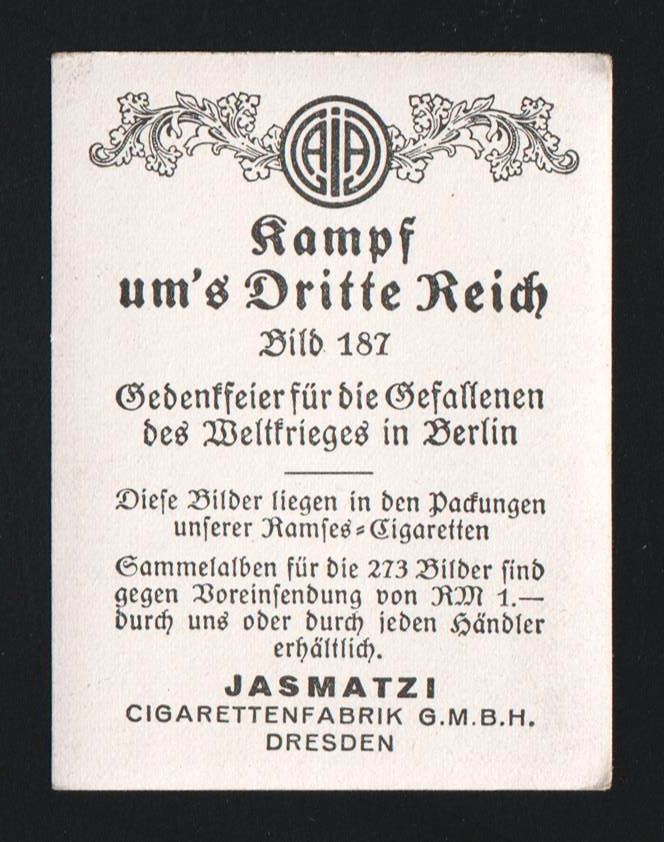 Kampf
um's Dritte Reich
Bild 187
Gedenkfeier für die Gefallenen
des Weltkrieges in Berlin
Diese Bilder liegen in den Packungen
unserer Ramses-Cigaretten
Sammelalben für die 273 Bilder sind
gegen Voreinsendung von RM 1.—
durch uns oder durch jeden Händler
erhältlich.
JASMATZI
CIGARETTENFABRIK G.M.B.H.
DRESDEN